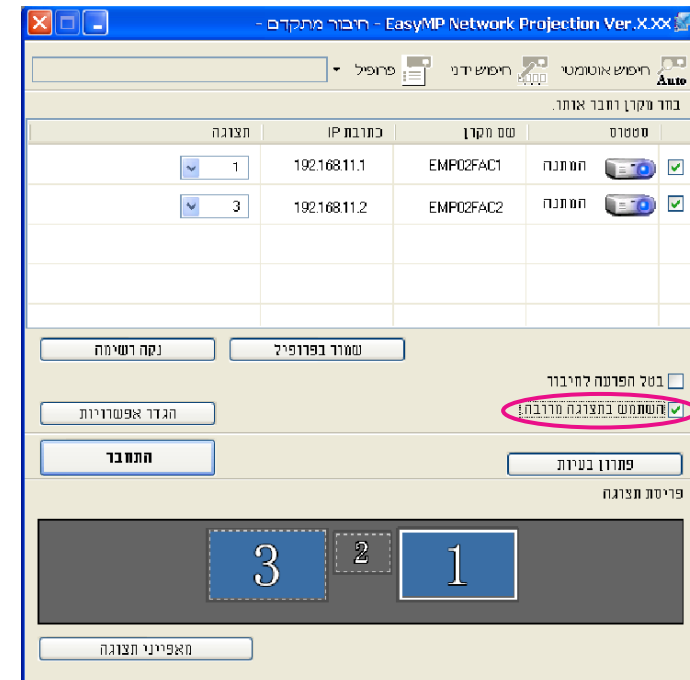 EasyMP Network Projection Ver.X.XX - חיבור מתקדם -
חיפוש אוטומטי Auto חיפוש ידני פרופיל
בחר מקרן וחבר אותו.
סטטוס שם מקרן כתובת IP תצוגה
המתנה EMP02FAC1 192.168.11.1 1
המתנה EMP02FAC2 192.168.11.2 3
שמור בפרופיל נקה רשימה
בטל הפרעה לחיבור
השתמש בתצוגה מרובה
הגדר אפשרויות
התחבר
פתרון בעיות
פריסת תצוגה
3 2 1
מאפייני תצוגה